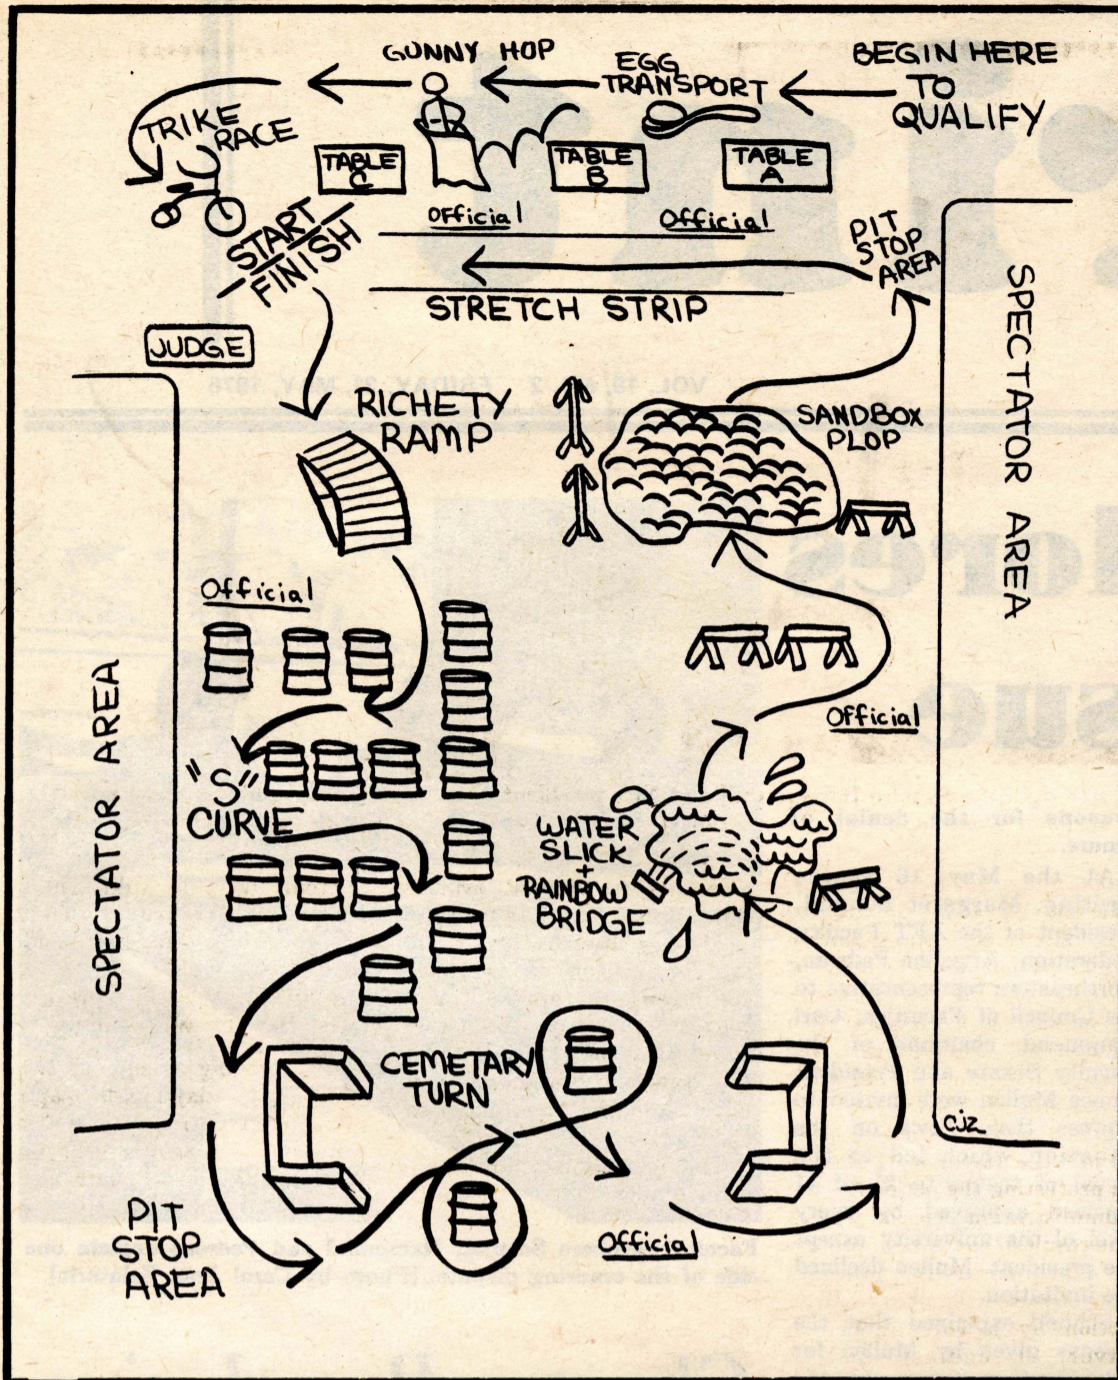 BEGIN HERE
TO
QUALIFY
EGG
TRANSPORT
GUNNY HOP
TRIKE
RACE
TABLE
C
TABLE
B
TABLE
A
Official
Official
START
FINISH
PIT
STOP
AREA
STRETCH STRIP
JUDGE
SPECTATOR AREA
RICHETY
RAMP
SANDBOX
PLOP
Official
SPECTATOR AREA
"S"
CURVE
Official
WATER
SLICK
+
RAINBOW
BRIDGE
CEMETARY
TURN
CJZ
PIT
STOP
AREA
Official